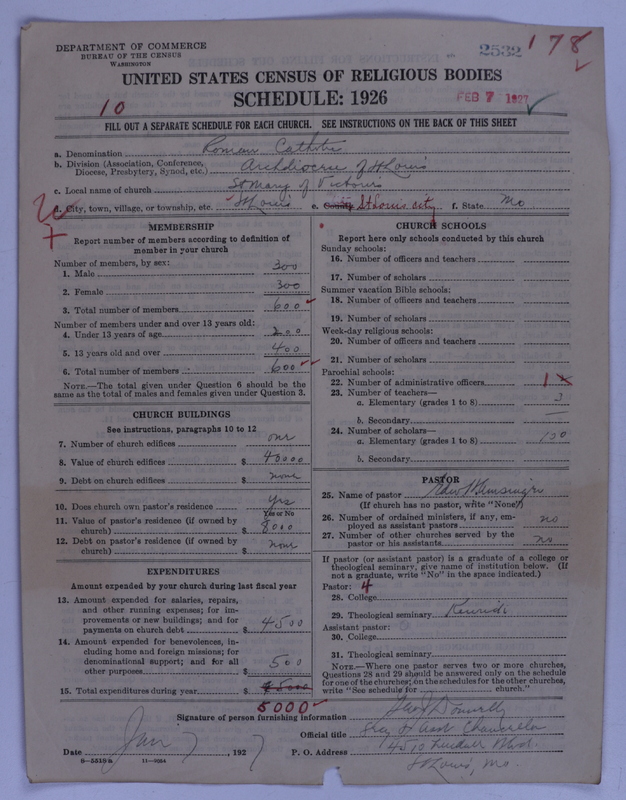 DEPARTMENT OF COMMERCE
BUREAU OF THE CENSUS
WASHINGTON
2532 178
UNITED STATES CENSUS OF RELIGIOUS BODIES
SCHEDULE: 1926
10
FEB 7 1927
FILL OUT A SEPARATE SCHEDULE FOR EACH CHURCH. SEE INSTRUCTIONS ON THE BACK OF THIS SHEET
a. Denomination Roman Catholic
b. Division (Association, Conference, Diocese, Presbytery, Synod, etc.) Archdiocese of St Louis
c. Local name of church St Mary of Victories
d. City, town, village, or township, etc. St Louis e. County St Louis city f. State Mo
MEMBERSHIP
Report number of members according to definition of
member in your church
Number of members, by sex:
1. Male 300
2. Female 300
3. Total number of members 600
Number of members under and over 13 years old:
4. Under 13 years of age 200
5. 13 years old and over 400
6. Total number of members 600
NOTE.—The total given under Question 6 should be the
same as the total of males and females given under Question 3.
CHURCH BUILDINGS
See instructions, paragraphs 10 to 12
7. Number of church edifices one
8. Value of church edifices $ 40000
9. Debt on church edifices $ none
10. Does church own pastor's residence yes
Yes or No
11. Value of pastor's residence (if owned by
church) $ 8000
12. Debt on pastor's residence (if owned by
church) $ none
EXPENDITURES
Amount expended by your church during last fiscal year
13. Amount expended for salaries, repairs,
and other running expenses; for im-
provements or new buildings; and for
payments on church debt $ 4500
14. Amount expended for benevolences, in-
cluding home and foreign missions; for
denominational support; and for all
other purposes $ 500
15. Total expenditures during year $
5000
CHURCH SCHOOLS
Report here only schools conducted by this church
Sunday schools:
16. Number of officers and teachers
17. Number of scholars
Summer vacation Bible schools:
18. Number of officers and teachers
19. Number of scholars
Week-day religious schools:
20. Number of officers and teachers
21. Number of scholars
Parochial schools:
22. Number of administrative officers 1
23. Number of teachers—
a. Elementary (grades 1 to 8) 3
b. Secondary
24. Number of scholars—
a. Elementary (grades 1 to 8) 150
b. Secondary
PASTOR
25. Name of pastor
(If church has no pastor, write "None")
26. Number of ordained ministers, if any, em-
ployed as assistant pastors no
27. Number of other churches served by the
pastor or his assistants no
If pastor (or assistant pastor) is a graduate of a college or
theological seminary, give name of institution below. (If
not a graduate, write "No" in the space indicated.)
Pastor: 4
28. College
29. Theological seminary Kenrick
Assistant pastor:
30. College
31. Theological seminary
NOTE.—Where one pastor serves two or more churches,
Questions 28 and 29 should be answered only on the schedule
for one of the churches; on the schedules for the other churches,
write "See schedule for church."
Signature of person furnishing information Donnelly
Official title Secy & Asst Chancellor
Date Jan 7, 1927 P. O. Address 4510 Lindell Blvd.
St Louis, Mo.
8—5319a 11—9084